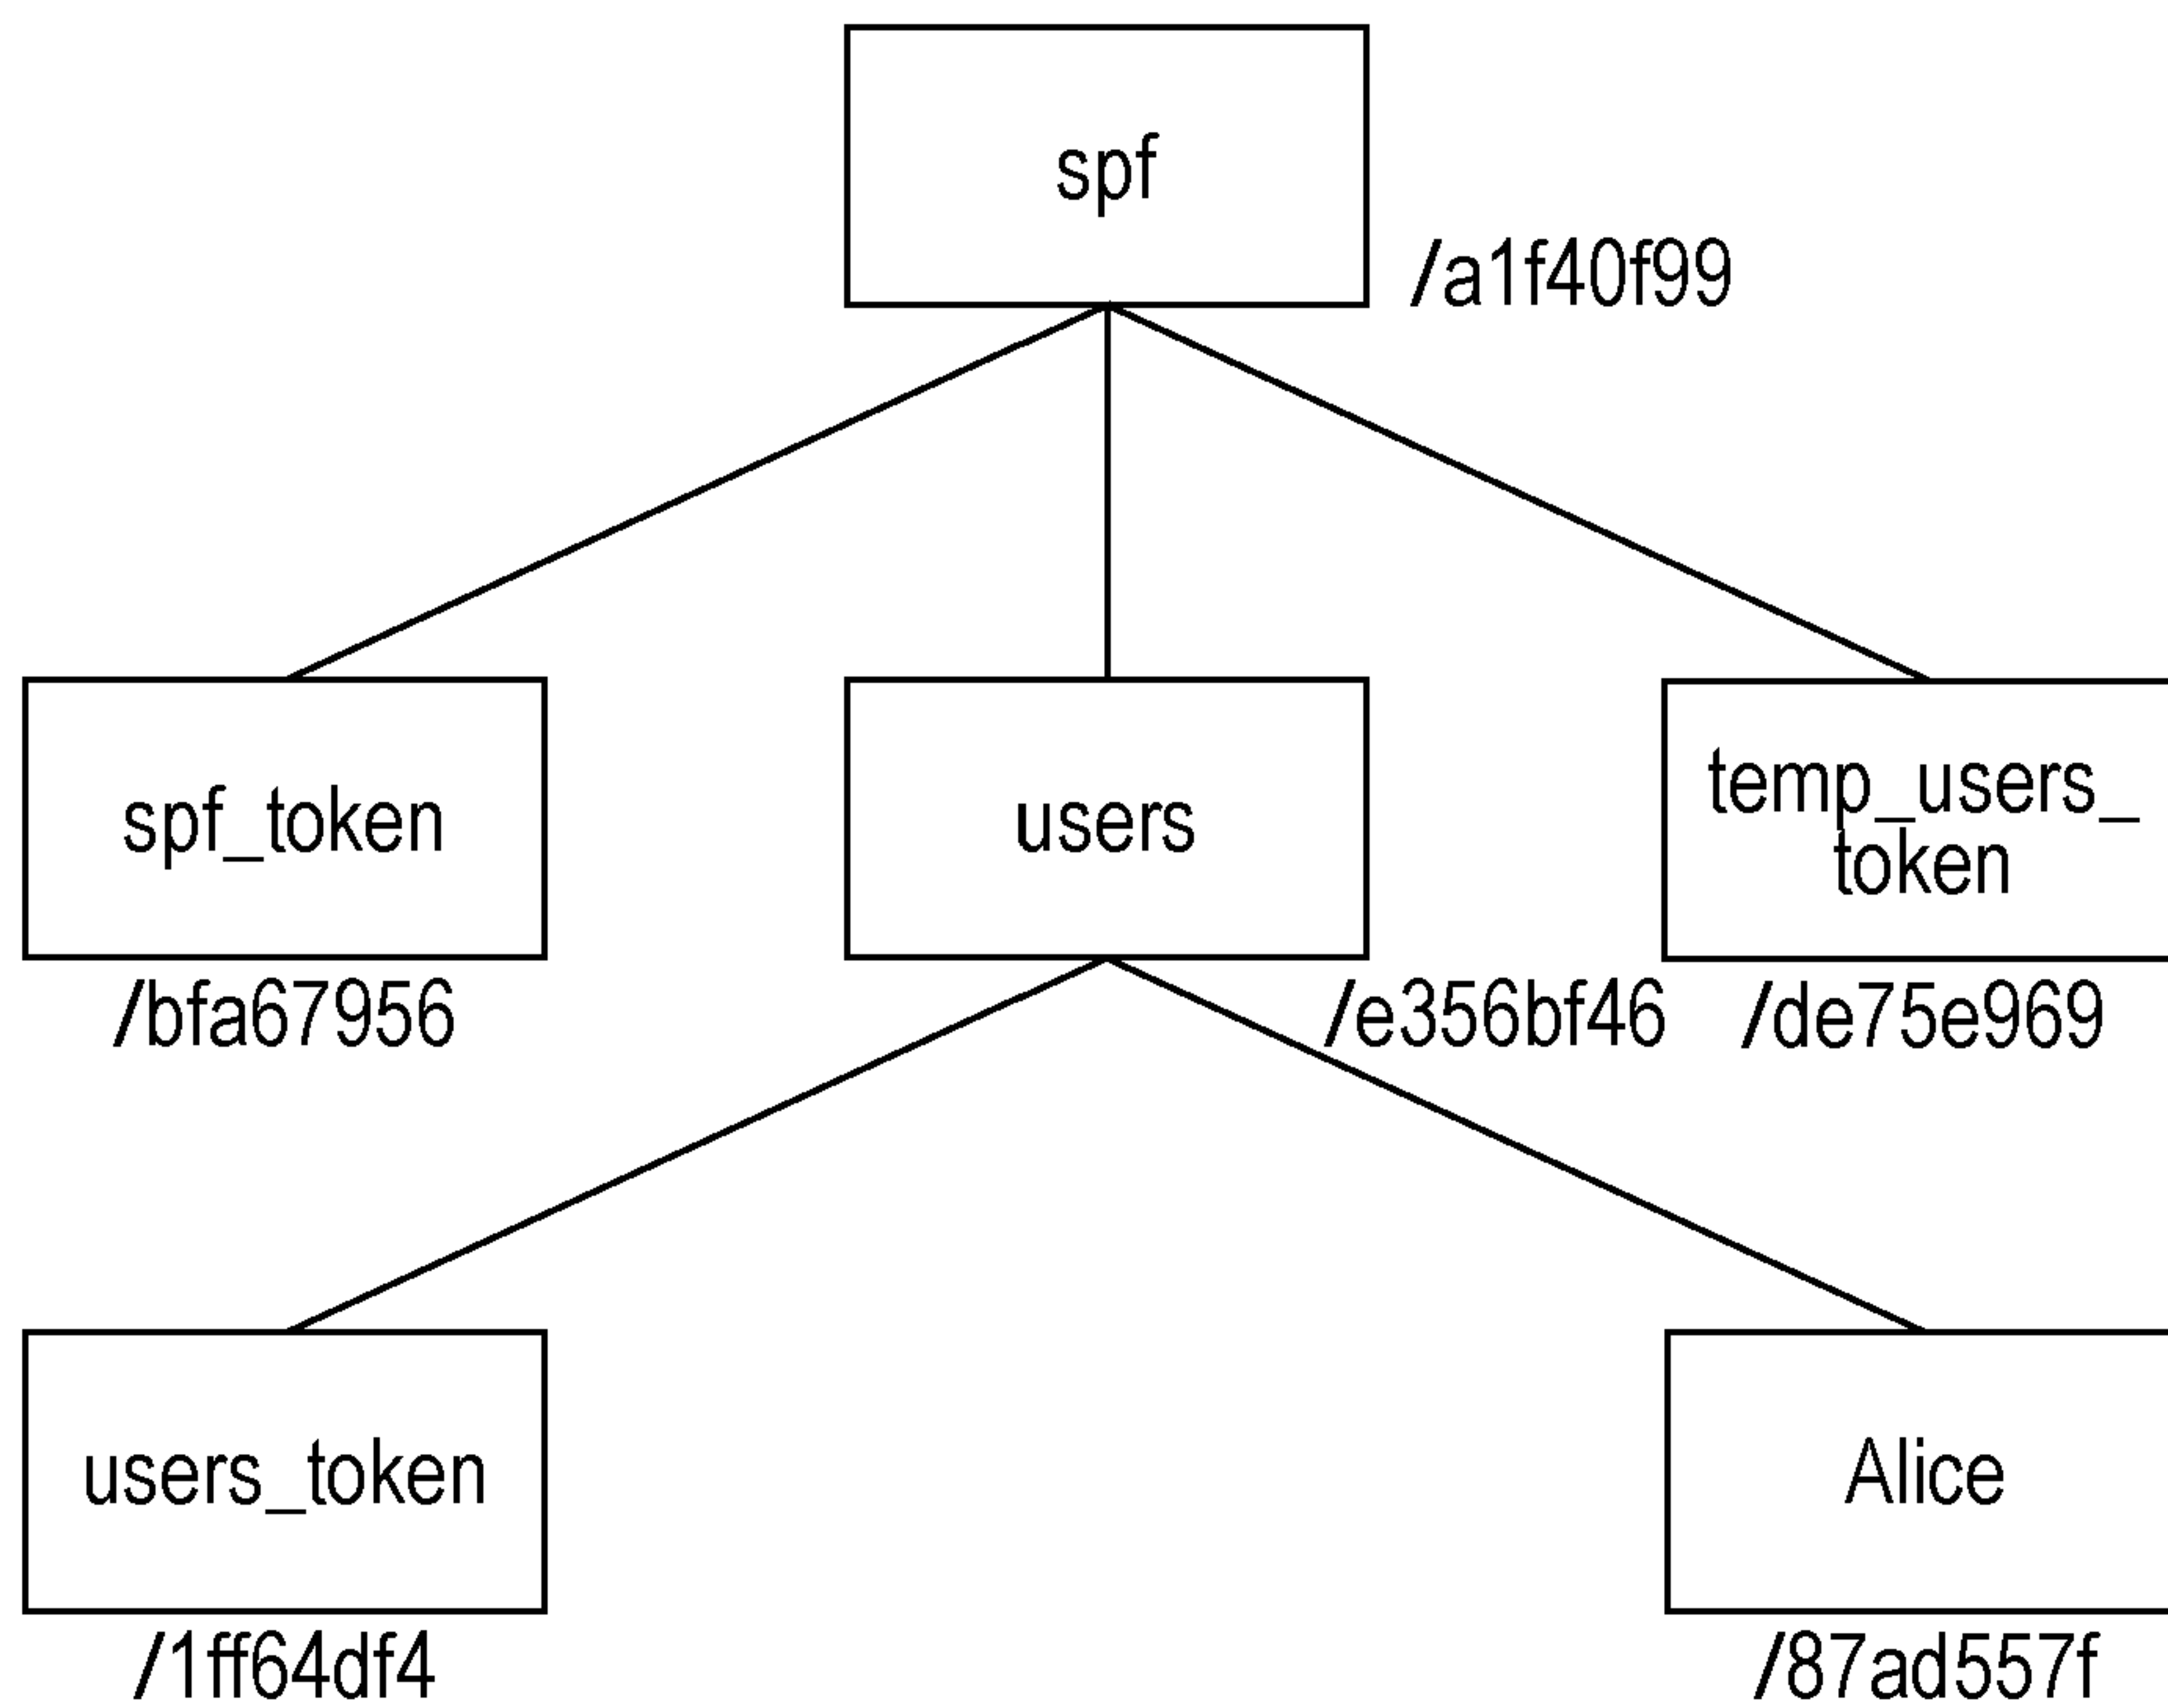 spf
/a1f40f99
spf_token
users
temp_users_
token
/bfa67956
/e356bf46
/de75e969
users_token
Alice
/1ff64df4
/87ad557f